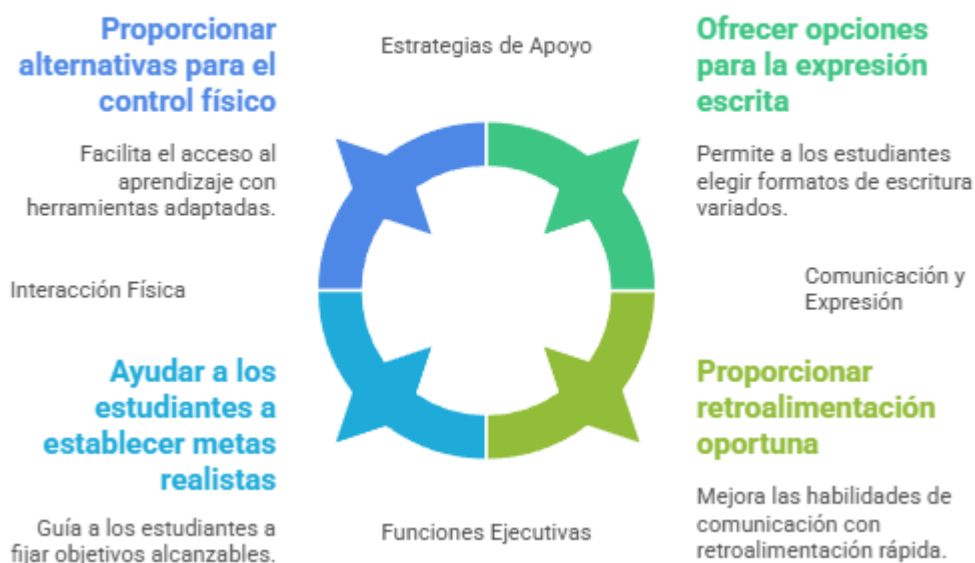 Proporcionar
alternativas para el
control físico
Facilita el acceso al
aprendizaje con
herramientas adaptadas.
Estrategias de Apoyo
Ofrecer opciones
para la expresión
escrita
Permite a los estudiantes
elegir formatos de escritura
variados.
Interacción Física
Comunicación y
Expresión
Ayudar a los
estudiantes a
establecer metas
realistas
Guía a los estudiantes a
fijar objetivos alcanzables.
Funciones Ejecutivas
Proporcionar
retroalimentación
oportuna
Mejora las habilidades de
comunicación con
retroalimentación rápida.